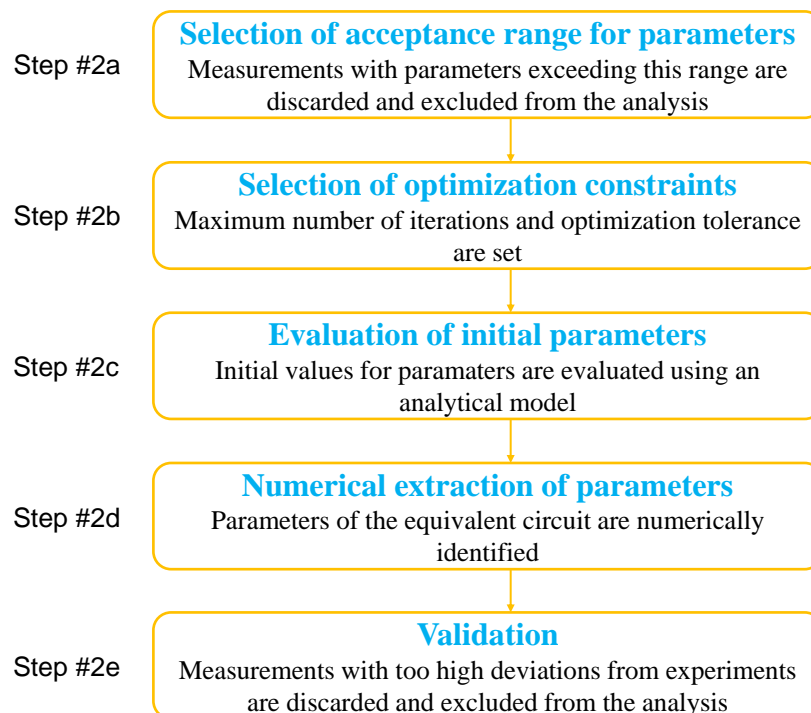 Selection of acceptance range for parameters
Step #2a
Measurements with parameters exceeding this range are
discarded and excluded from the analysis
Selection of optimization constraints
Step #2b
Maximum number of iterations and optimization tolerance
are set
Evaluation of initial parameters
Step #2c
Initial values for paramaters are evaluated using an
analytical model
Numerical extraction of parameters
Step #2d
Parameters of the equivalent circuit are numerically
identified
Validation
Step #2e
Measurements with too high deviations from experiments
are discarded and excluded from the analysis